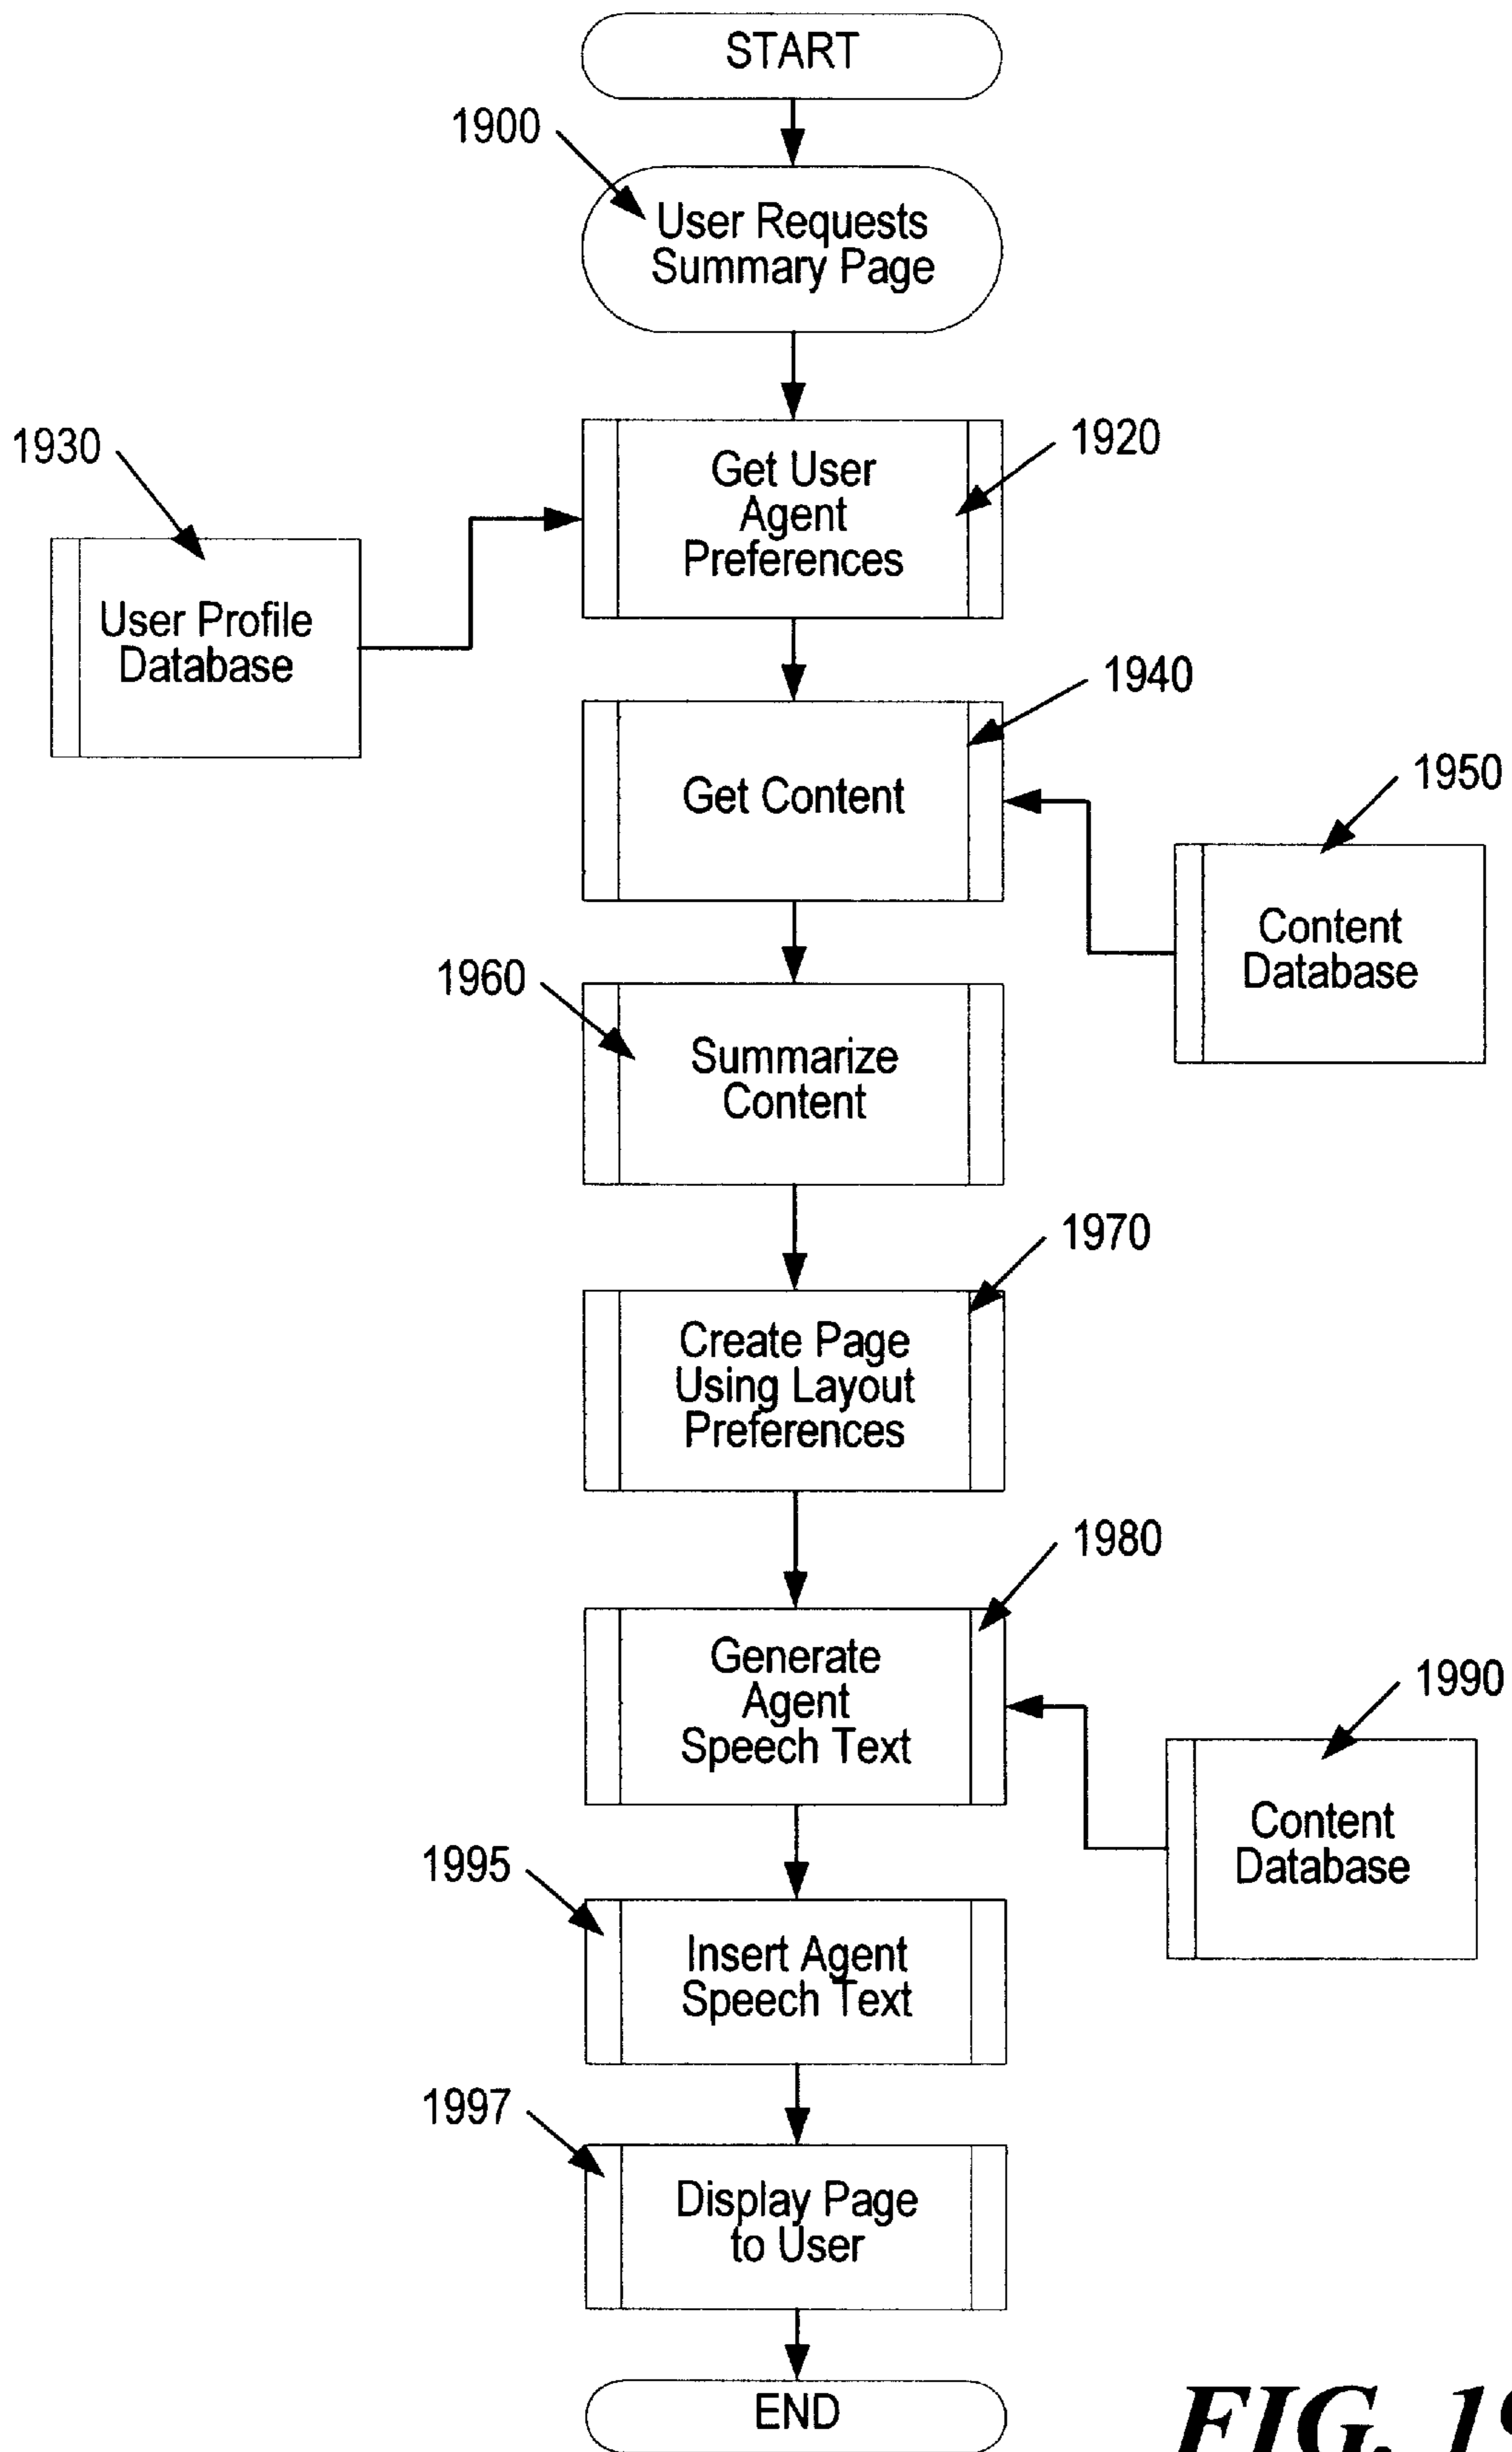 START
1900
User Requests
Summary Page
1930
1920
Get User
Agent
Preferences
User Profile
Database
1940
Get Content
1950
Content
Database
1960
Summarize
Content
1970
Create Page
Using Layout
Preferences
1980
Generate
Agent
Speech Text
1990
Content
Database
1995
Insert Agent
Speech Text
1997
Display Page
to User
END
FIG. 19